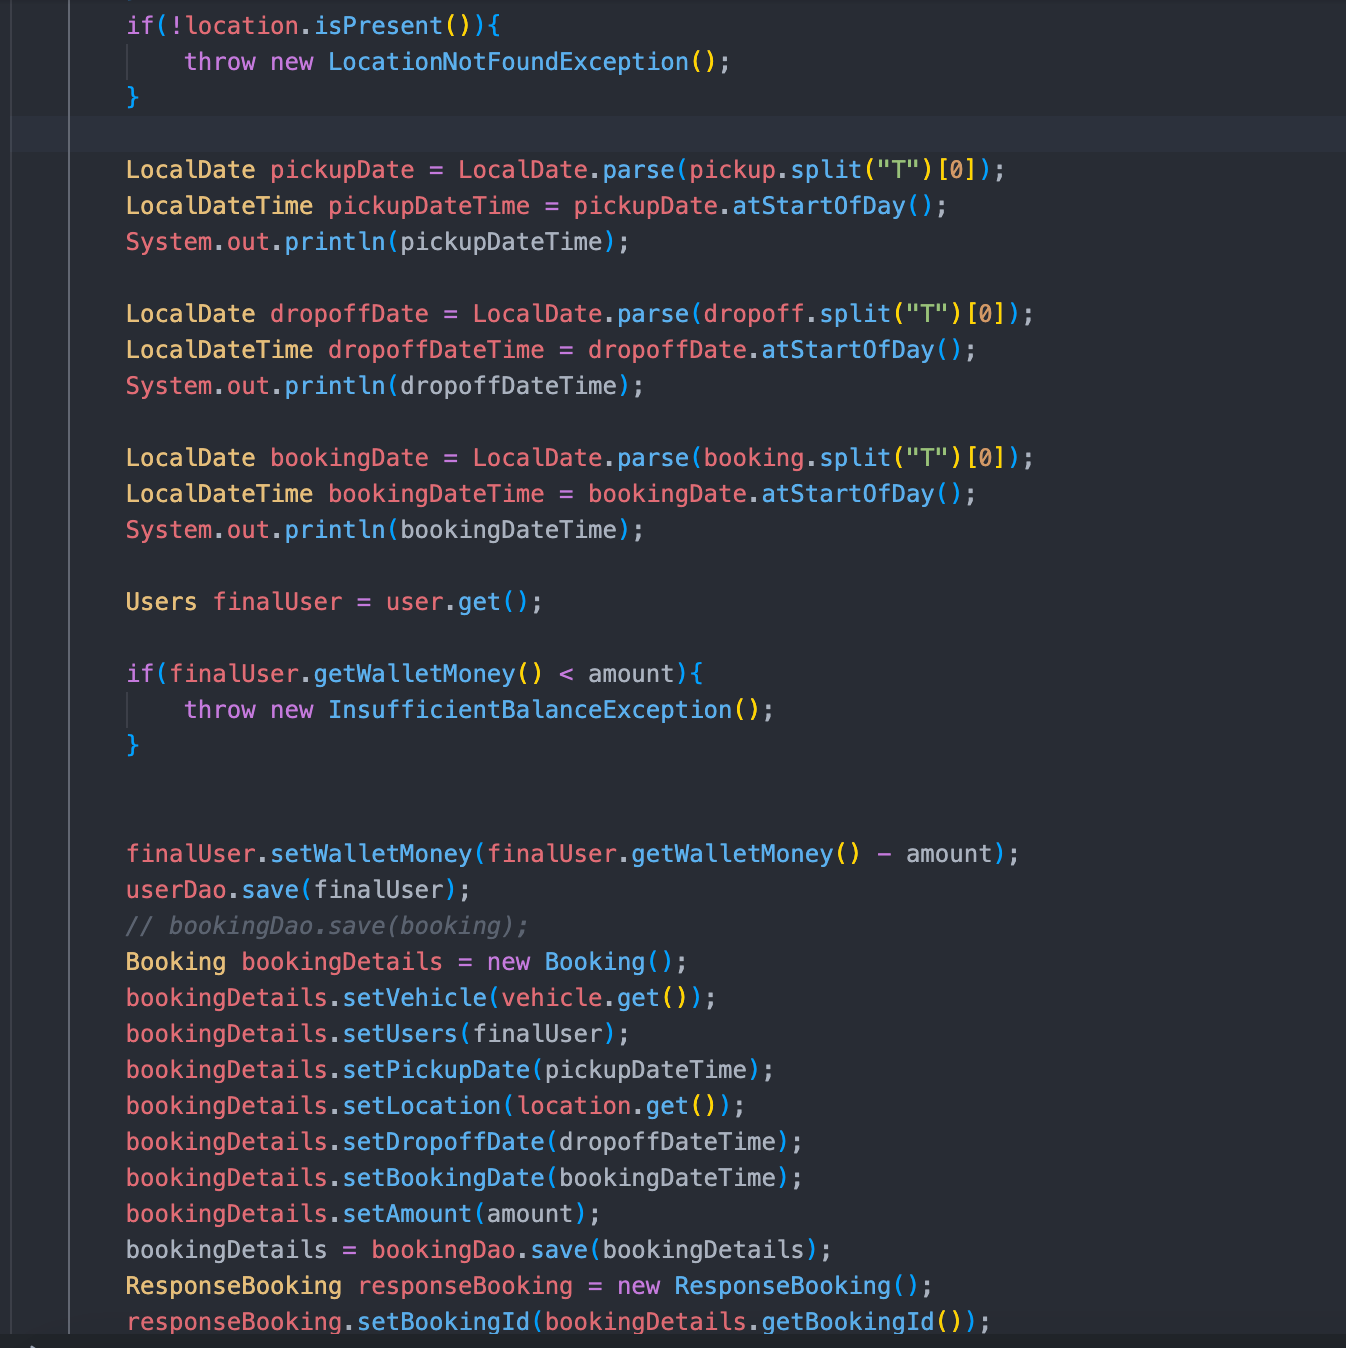 if(!location.isPresent()){
throw new LocationNotFoundException();
}
LocalDate pickupDate = LocalDate.parse(pickup.split("T")[0]);
LocalDateTime pickupDateTime = pickupDate.atStartOfDay();
System.out.println(pickupDateTime);
LocalDate dropoffDate = LocalDate.parse(dropoff.split("T")[0]);
LocalDateTime dropoffDateTime = dropoffDate.atStartOfDay();
System.out.println(dropoffDateTime);
LocalDate bookingDate = LocalDate.parse(booking.split("T")[0]);
LocalDateTime bookingDateTime = bookingDate.atStartOfDay();
System.out.println(bookingDateTime);
Users finalUser = user.get();
if(finalUser.getWalletMoney() < amount){
throw new InsufficientBalanceException();
}
finalUser.setWalletMoney(finalUser.getWalletMoney() - amount);
userDao.save(finalUser);
// bookingDao.save(booking);
Booking bookingDetails = new Booking();
bookingDetails.setVehicle(vehicle.get());
bookingDetails.setUsers(finalUser);
bookingDetails.setPickupDate(pickupDateTime);
bookingDetails.setLocation(location.get());
bookingDetails.setDropoffDate(dropoffDateTime);
bookingDetails.setBookingDate(bookingDateTime);
bookingDetails.setAmount(amount);
bookingDetails = bookingDao.save(bookingDetails);
ResponseBooking responseBooking = new ResponseBooking();
responseBooking.setBookingId(bookingDetails.getBookingId());